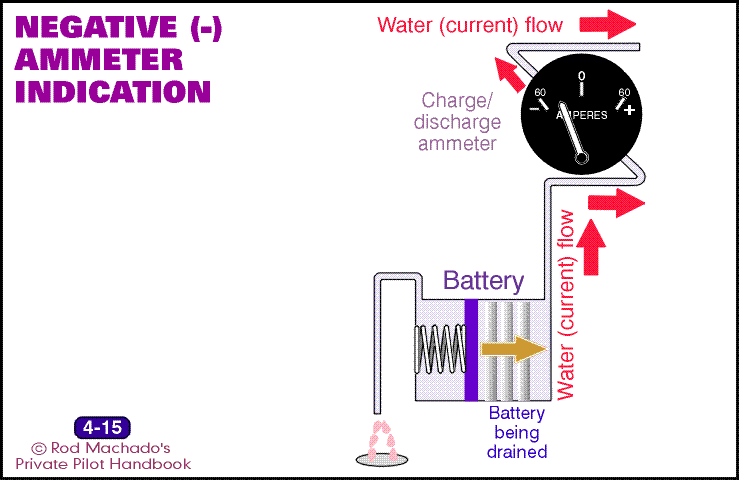 NEGATIVE (-)
AMMETER
INDICATION
Water (current) flow
Charge/
discharge
ammeter
0
60
60
-
+
AMPERES
Water (current) flow
Battery
Battery
being
drained
4-15
© Rod Machado's
Private Pilot Handbook